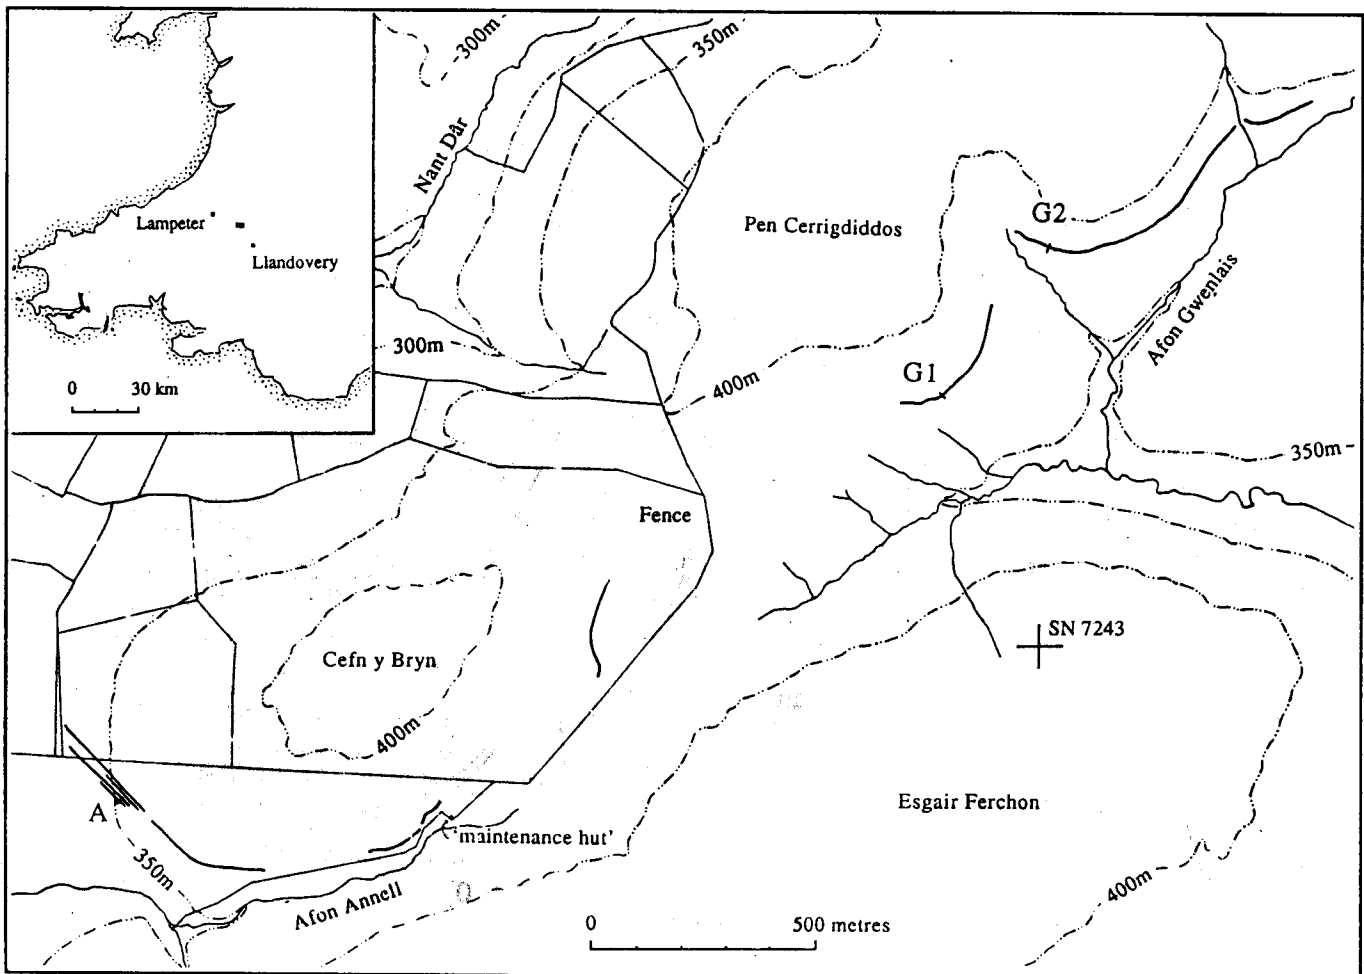 300m
350m
Nant Dâr
G2
Pen Cerrigdiddos
Lampeter
Llandovery
Afon Gwenlais
0 30 km
300m
G1
400m
350m
Fence
SN 7243
Cefn y Bryn
400m
A
Esgair Ferchon
'maintenance hut'
350m
Afon Annell
400m
0 500 metres